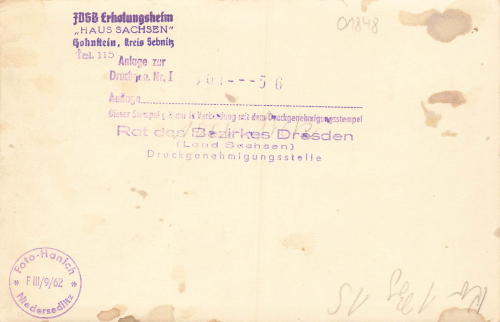 FDGB Erholungsheim
„HAUS SACHSEN"
Hohnstein, Kreis Sebnitz
Tel. 115
Anlage zur
Druckgen. Nr. I
Auflage
Dieser Stempel gilt nur in Verbindung mit dem Druckgenehmigungsstempel
Rat des Bezirkes Dresden
(Land Sachsen)
Druckgenehmigungsstelle
01848
Foto-Hanich
* F III/9/62 *
Niedersedlitz
15